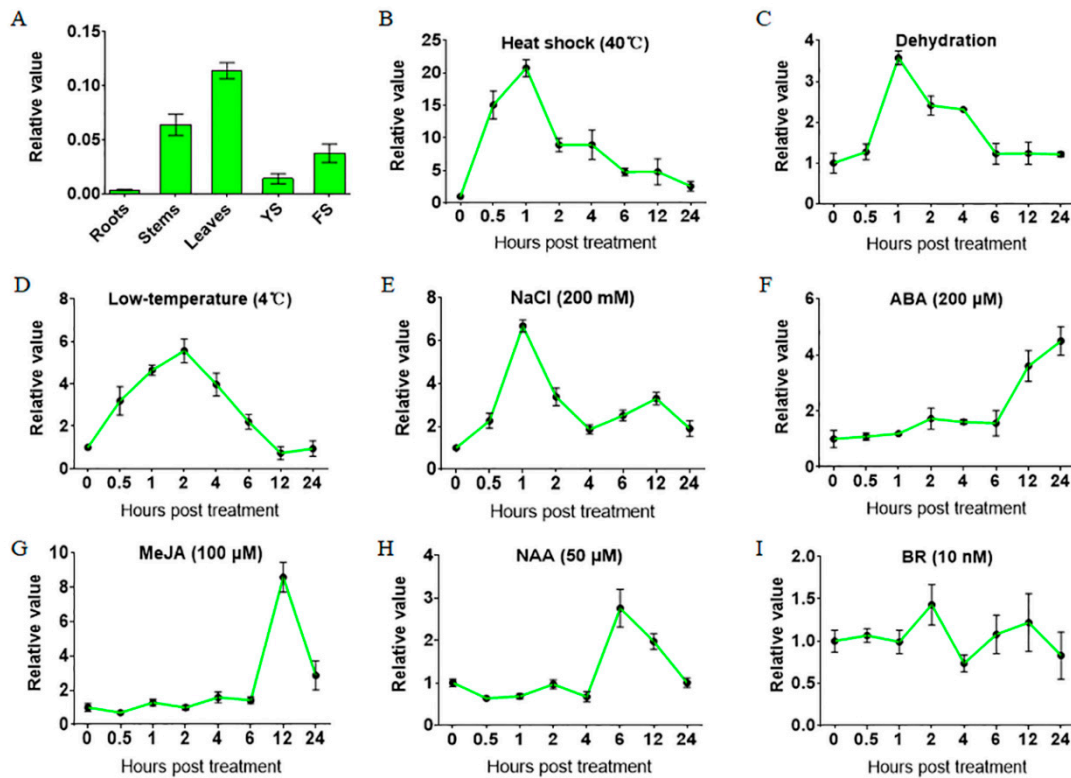 A
Relative value
0.15
0.10
0.05
0.00
Roots
Stems
Leaves
YS
FS
B
Heat shock (40℃)
Relative value
25
20
15
10
5
0
0 0.5 1 2 4 6 12 24
Hours post treatment
C
Dehydration
Relative value
4
3
2
1
0
0 0.5 1 2 4 6 12 24
Hours post treatment
D
Low-temperature (4℃)
Relative value
8
6
4
2
0
0 0.5 1 2 4 6 12 24
Hours post treatment
E
NaCl (200 mM)
Relative value
8
6
4
2
0
0 0.5 1 2 4 6 12 24
Hours post treatment
F
ABA (200 μM)
Relative value
6
4
2
0
0 0.5 1 2 4 6 12 24
Hours post treatment
G
MeJA (100 μM)
Relative value
10
8
6
4
2
0
0 0.5 1 2 4 6 12 24
Hours post treatment
H
NAA (50 μM)
Relative value
4
3
2
1
0
0 0.5 1 2 4 6 12 24
Hours post treatment
I
BR (10 nM)
Relative value
2.0
1.5
1.0
0.5
0.0
0 0.5 1 2 4 6 12 24
Hours post treatment